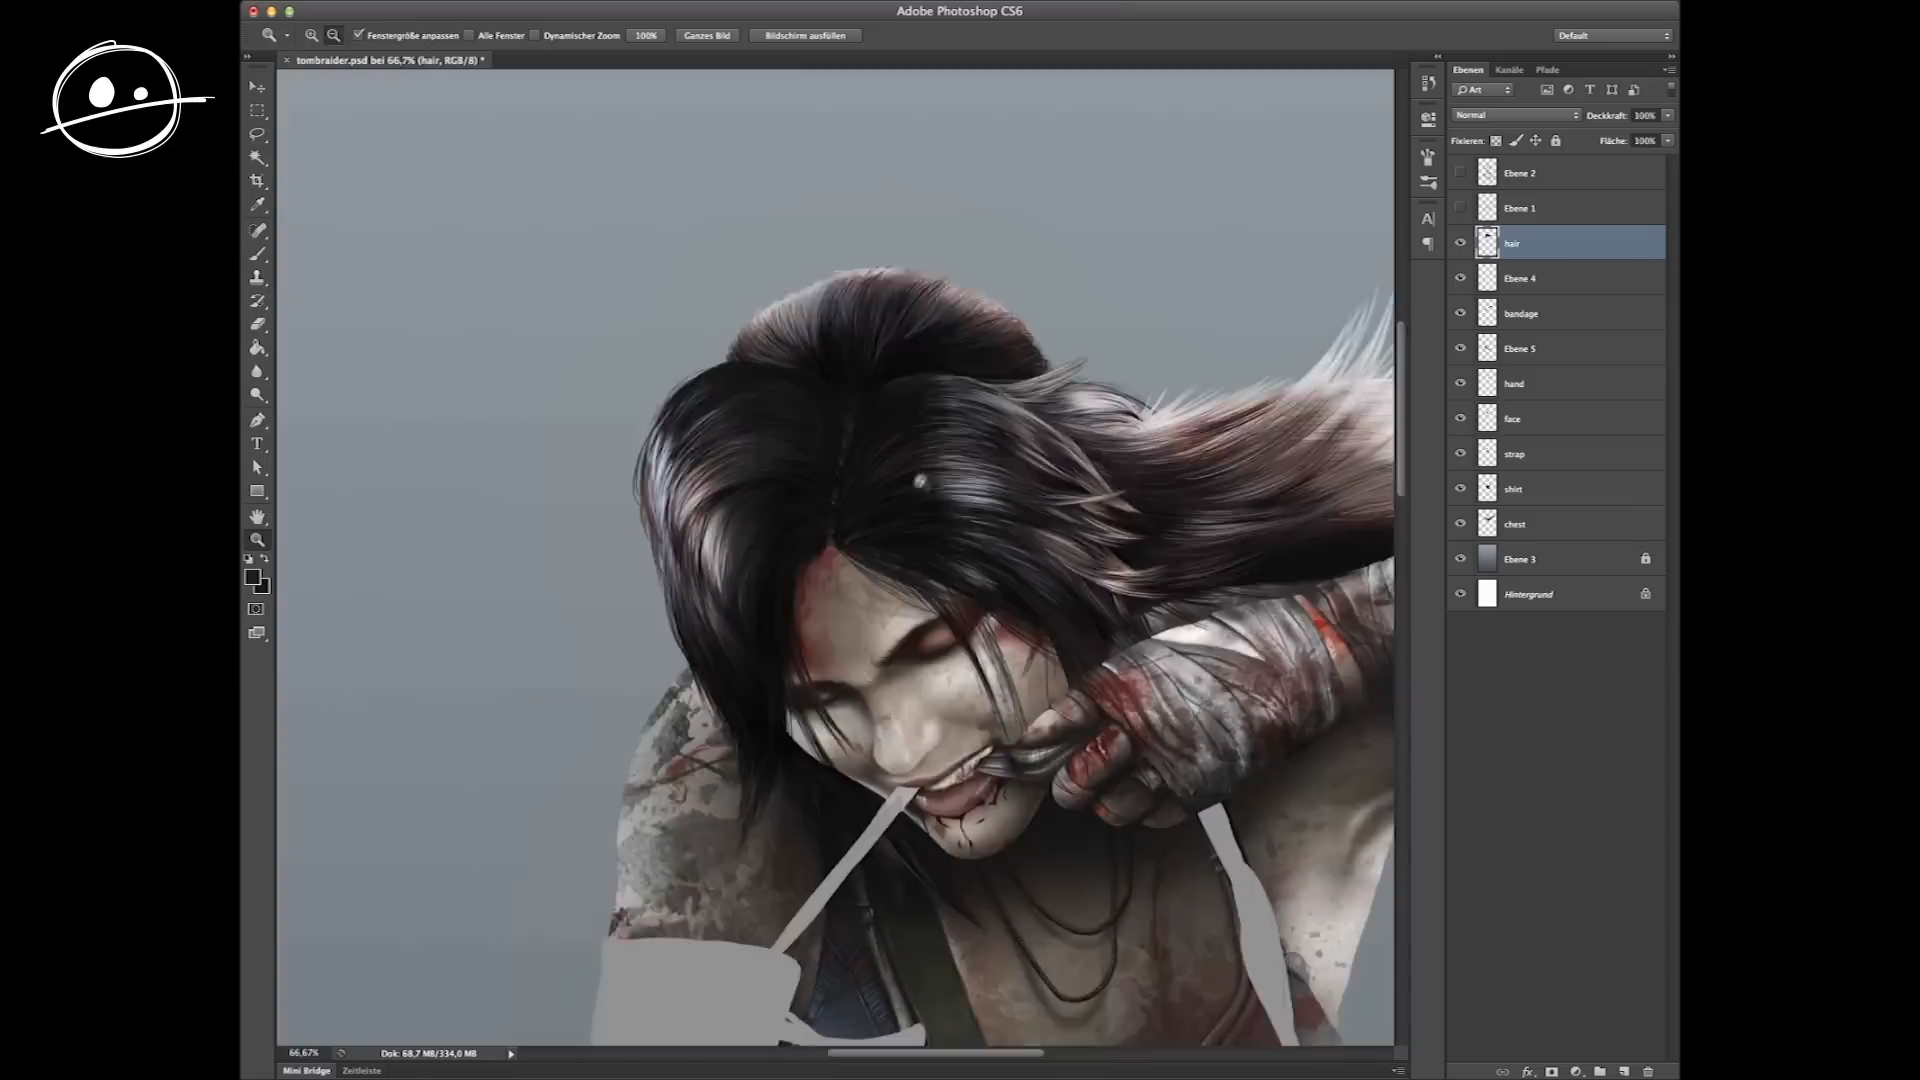 Adobe Photoshop CS6
Fenstergröße anpassen Alle Fenster Dynamischer Zoom 100% Ganzes Bild Bildschirm ausfüllen Default
tombraider.psd bei 66,7% (hair, RGB/8) *
Ebenen Kanäle Pfade
Art
Normal Deckkraft: 100%
Fixieren: Fläche: 100%
Ebene 2
Ebene 1
hair
Ebene 4
bandage
Ebene 5
hand
face
strap
shirt
chest
Ebene 3
Hintergrund
66,67% Dok: 68,7 MB/334,0 MB
Mini Bridge Zeitleiste